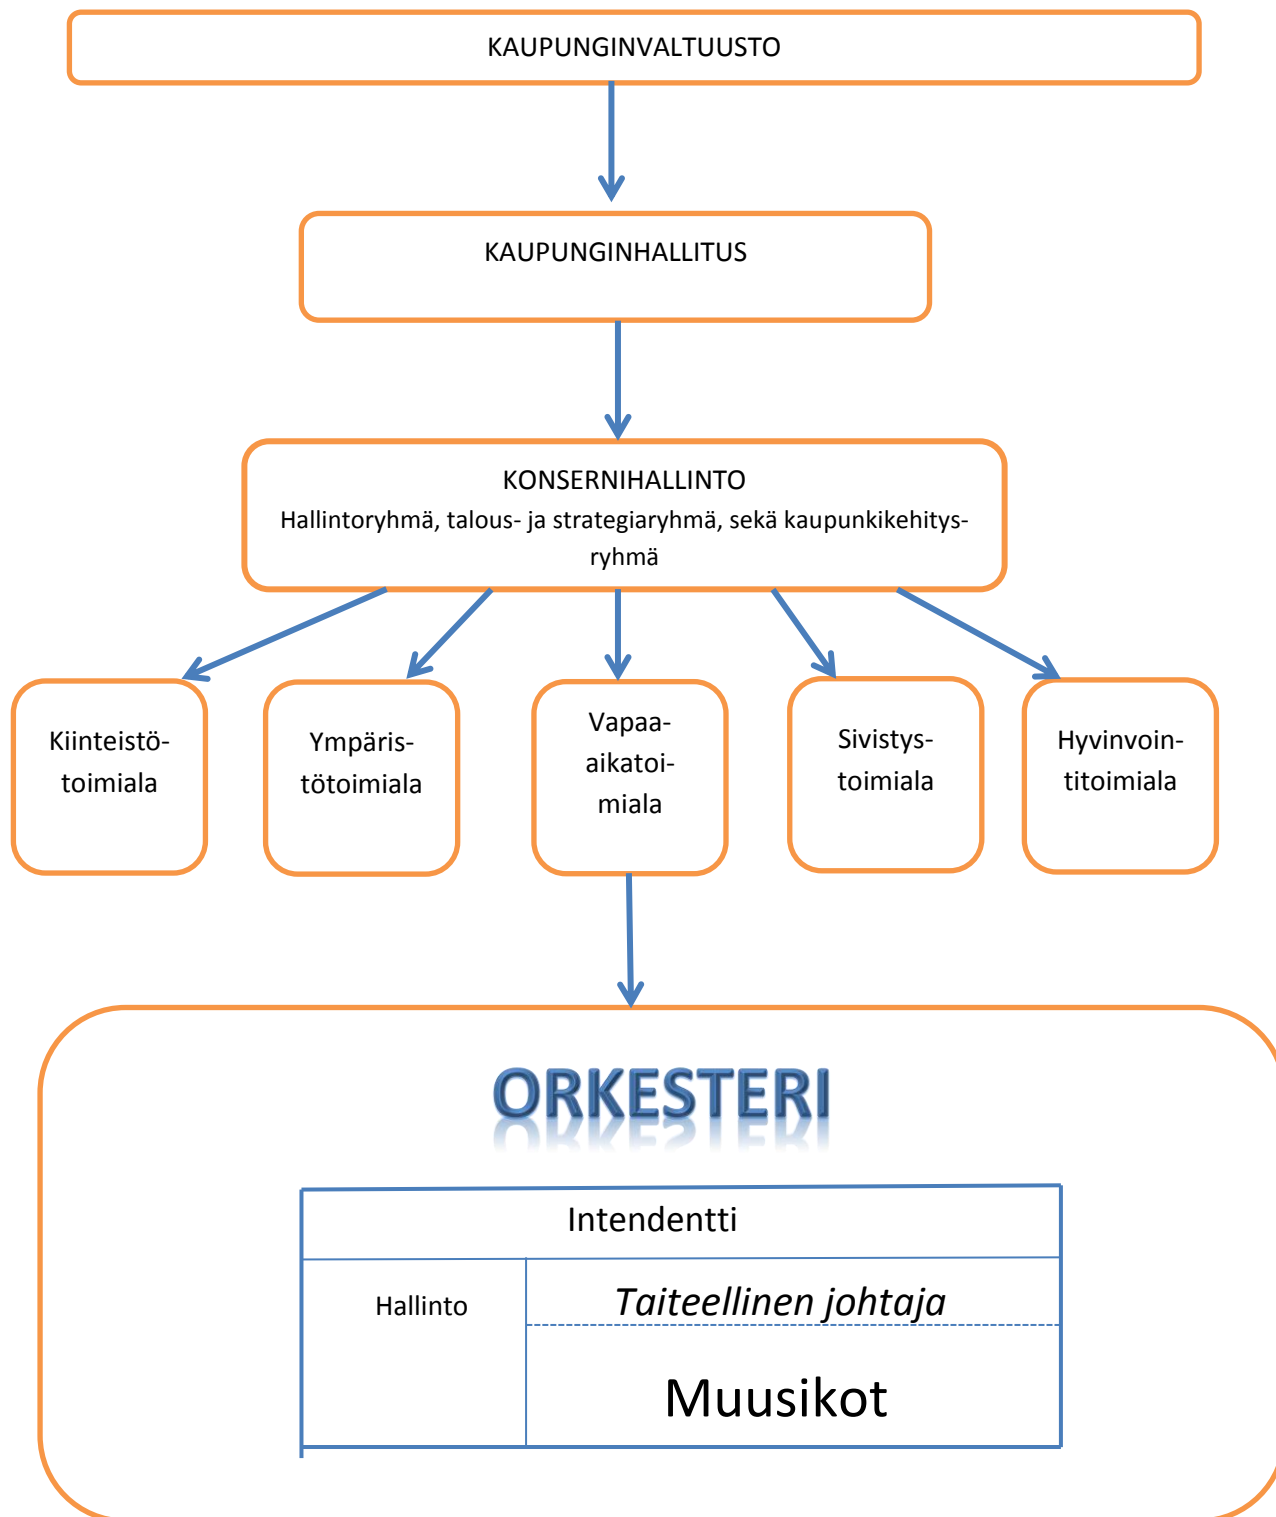 KAUPUNGINVALTUUSTO
KAUPUNGINHALLITUS
KONSERNIHALLINTO
Hallintoryhmä, talous- ja strategiaryhmä, sekä kaupunkikehitys-
ryhmä
Kiinteistö-
toimiala
Ympäris-
tötoimiala
Vapaa-
aikatoi-
miala
Sivistys-
toimiala
Hyvinvoin-
titoimiala
ORKESTERI
Intendentti
Hallinto
Taiteellinen johtaja
Muusikot